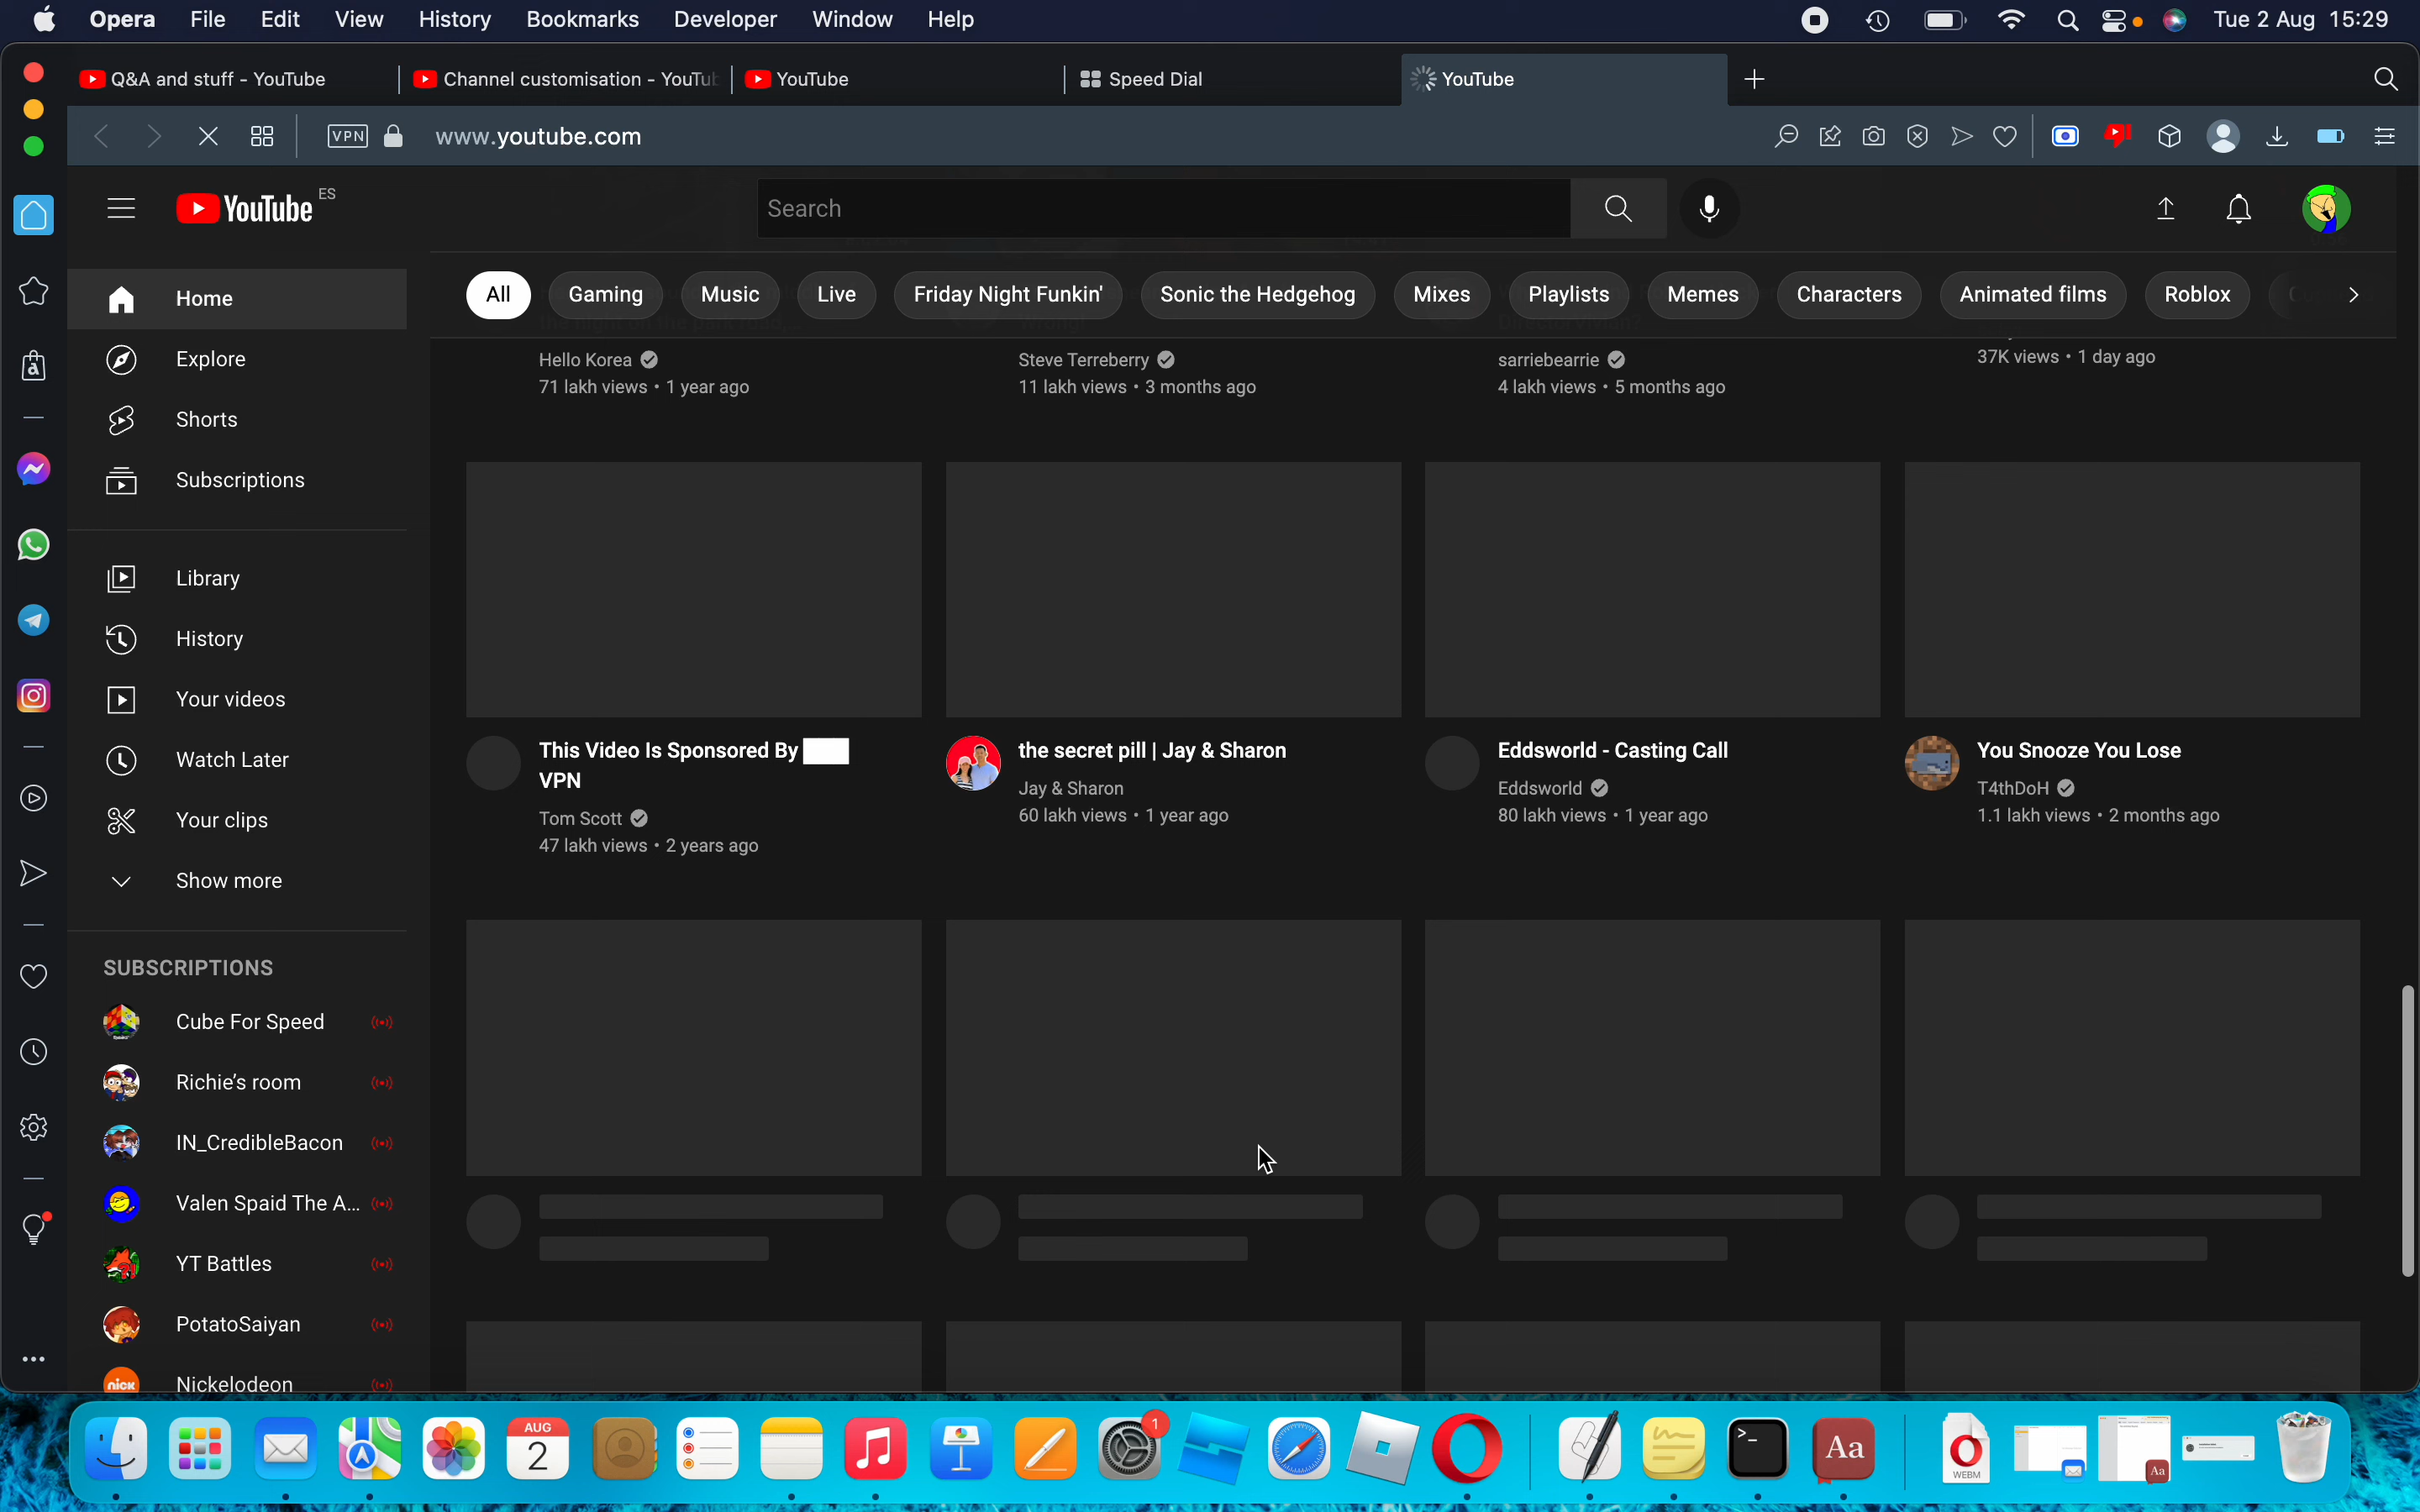 Opera File Edit View History Bookmarks Developer Window Help Tue 2 Aug 15:29
Q&A and stuff - YouTube Channel customisation - YouTub YouTube Speed Dial YouTube
VPN www.youtube.com
YouTube ES Search
All Gaming Music Live Friday Night Funkin' Sonic the Hedgehog Mixes Playlists Memes Characters Animated films Roblox
Home
Explore
Shorts
Subscriptions
Library
History
Your videos
Watch Later
Your clips
Show more
SUBSCRIPTIONS
Cube For Speed
Richie's room
IN_CredibleBacon
Valen Spaid The A...
YT Battles
PotatoSaiyan
Nickelodeon
Hello Korea
71 lakh views • 1 year ago
Steve Terreberry
11 lakh views • 3 months ago
sarriebearrie
4 lakh views • 5 months ago
37K views • 1 day ago
This Video Is Sponsored By
VPN
Tom Scott
47 lakh views • 2 years ago
the secret pill | Jay & Sharon
Jay & Sharon
60 lakh views • 1 year ago
Eddsworld - Casting Call
Eddsworld
80 lakh views • 1 year ago
You Snooze You Lose
T4thDoH
1.1 lakh views • 2 months ago
AUG
2
1
Aa
WEBM
Aa